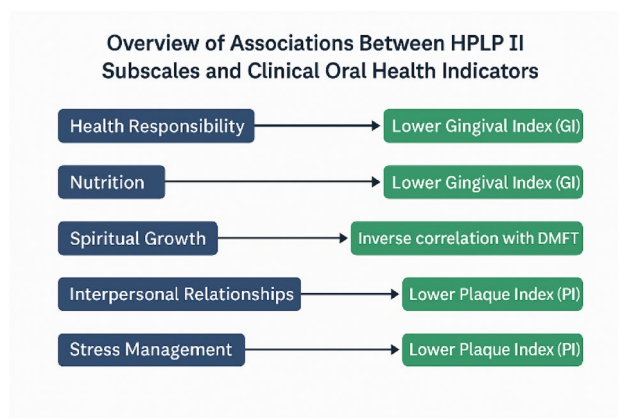 Overview of Associations Between HPLP II
Subscales and Clinical Oral Health Indicators
Health Responsibility
Lower Gingival Index (GI)
Nutrition
Lower Gingival Index (GI)
Spiritual Growth
Inverse correlation with DMFT
Interpersonal Relationships
Lower Plaque Index (PI)
Stress Management
Lower Plaque Index (PI)